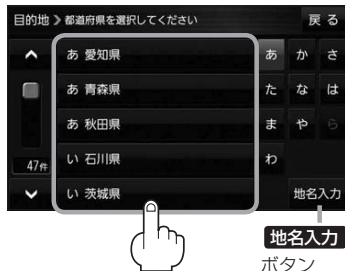 目的地 》都道府県を選択してください 戻る
あ 愛知県 あ か さ
あ 青森県 た な は
あ 秋田県 ま や ら
い 石川県 わ
47件
い 茨城県 地名入力
地名入力
ボタン